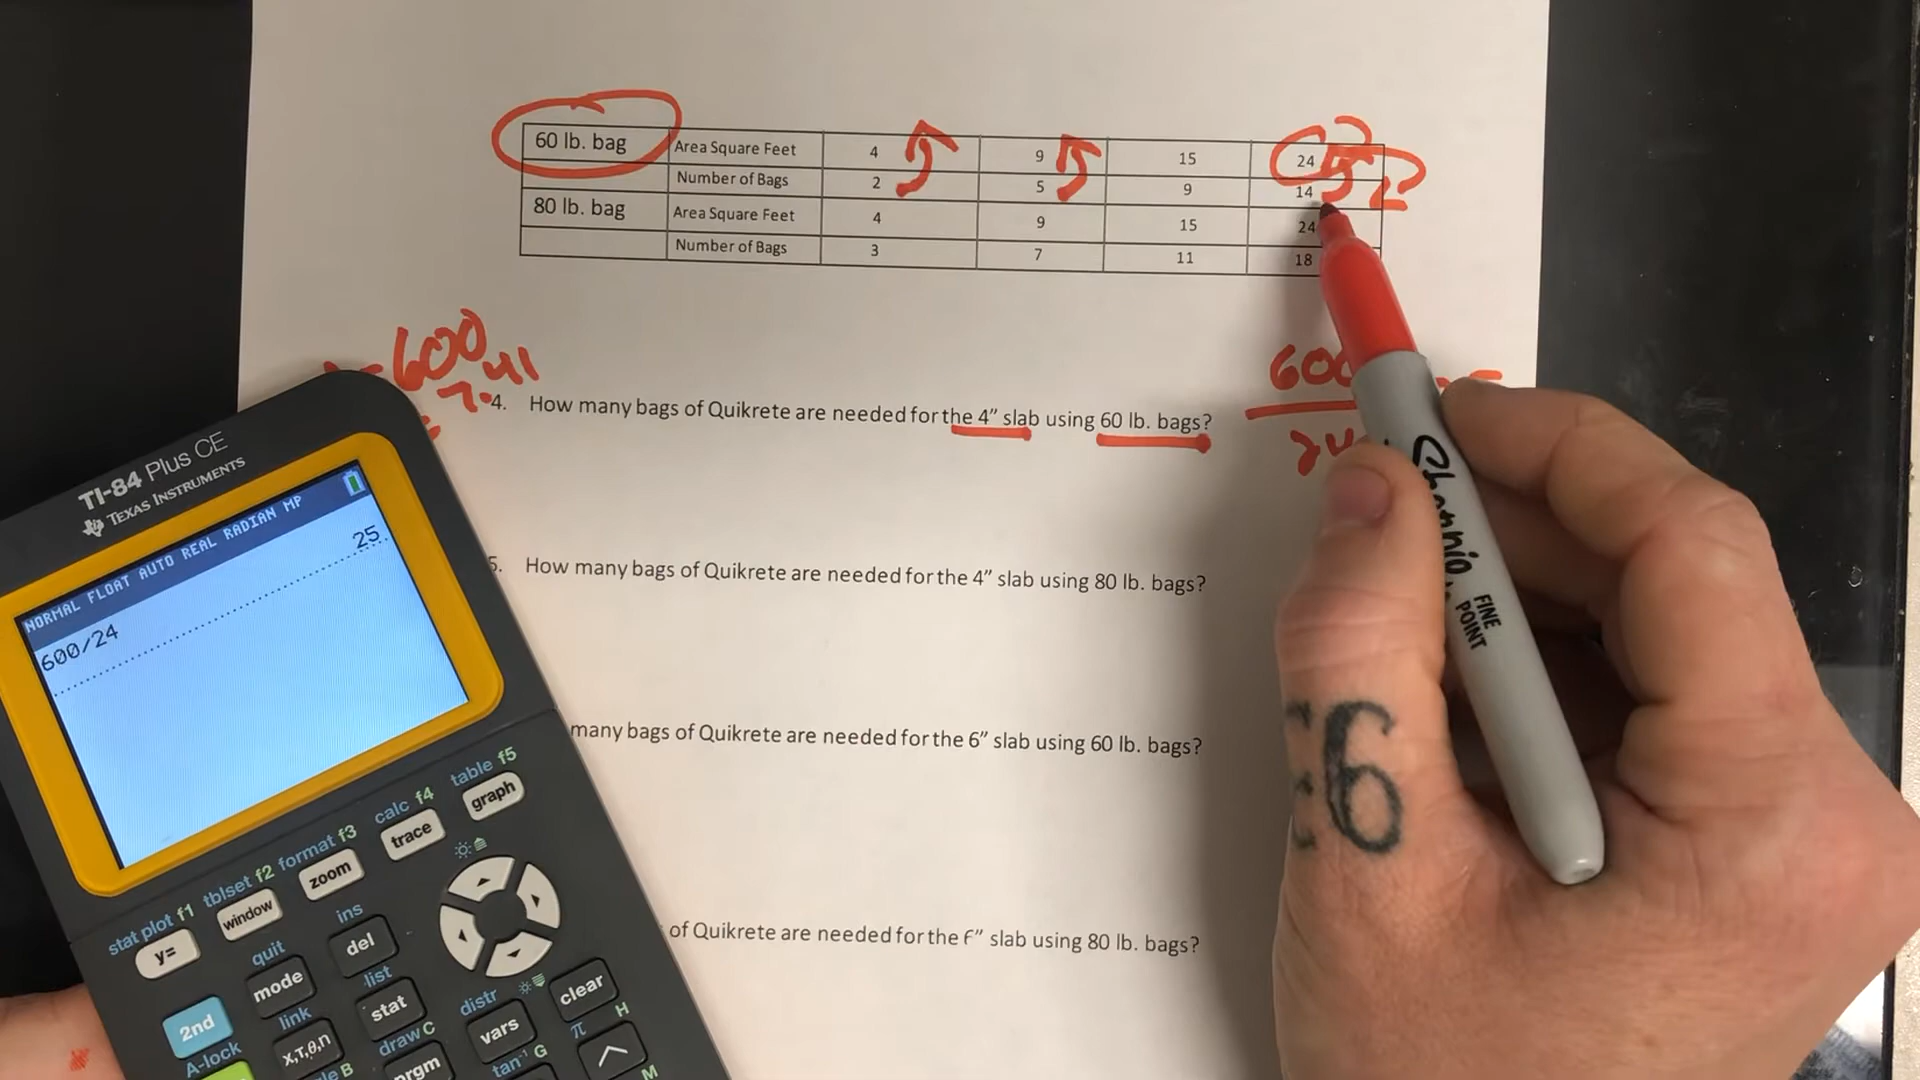 60 lb. bag Area Square Feet 4 9 15 24
Number of Bags 2 5 9 14
80 lb. bag Area Square Feet 4 9 15 24
Number of Bags 3 7 11 18
600
600
24
4. How many bags of Quikrete are needed for the 4” slab using 60 lb. bags?
5. How many bags of Quikrete are needed for the 4” slab using 80 lb. bags?
many bags of Quikrete are needed for the 6” slab using 60 lb. bags?
of Quikrete are needed for the 6” slab using 80 lb. bags?
TI-84 Plus CE
TEXAS INSTRUMENTS
NORMAL FLOAT AUTO REAL RADIAN MP
600/24
25
stat plot f1 tblset f2 format f3 calc f4 table f5
y= window zoom trace graph
quit ins
2nd mode del
A-lock link list
x,T,θ,n stat
distr
vars clear
draw C tan⁻¹ G π H
prgm
B M
Sharpie
FINE
POINT
6